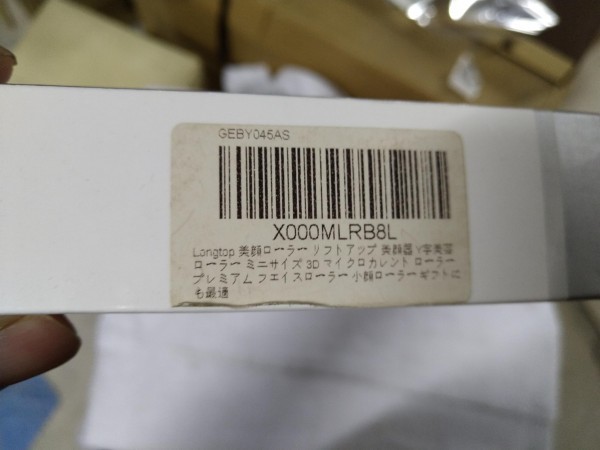 GEBY045AS
X000MLRB8L
Longtop 美顔ローラー リフトアップ 美顔器 Y字美容
ローラー ミニサイズ 3D マイクロカレント ローラー
プレミアム フェイスローラー 小顔ローラー ギフトに
も最適